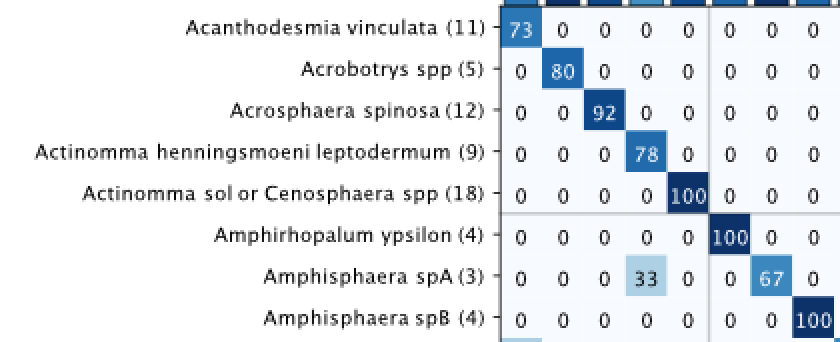 Acanthodesmia vinculata (11) 73 0 0 0 0 0 0 0
Acrobotrys spp (5) 0 80 0 0 0 0 0 0
Acrosphaera spinosa (12) 0 0 92 0 0 0 0 0
Actinomma henningsmoeni leptodermum (9) 0 0 0 78 0 0 0 0
Actinomma sol or Cenosphaera spp (18) 0 0 0 0 100 0 0 0
Amphirhopalum ypsilon (4) 0 0 0 0 0 100 0 0
Amphisphaera spA (3) 0 0 0 33 0 0 67 0
Amphisphaera spB (4) 0 0 0 0 0 0 0 100